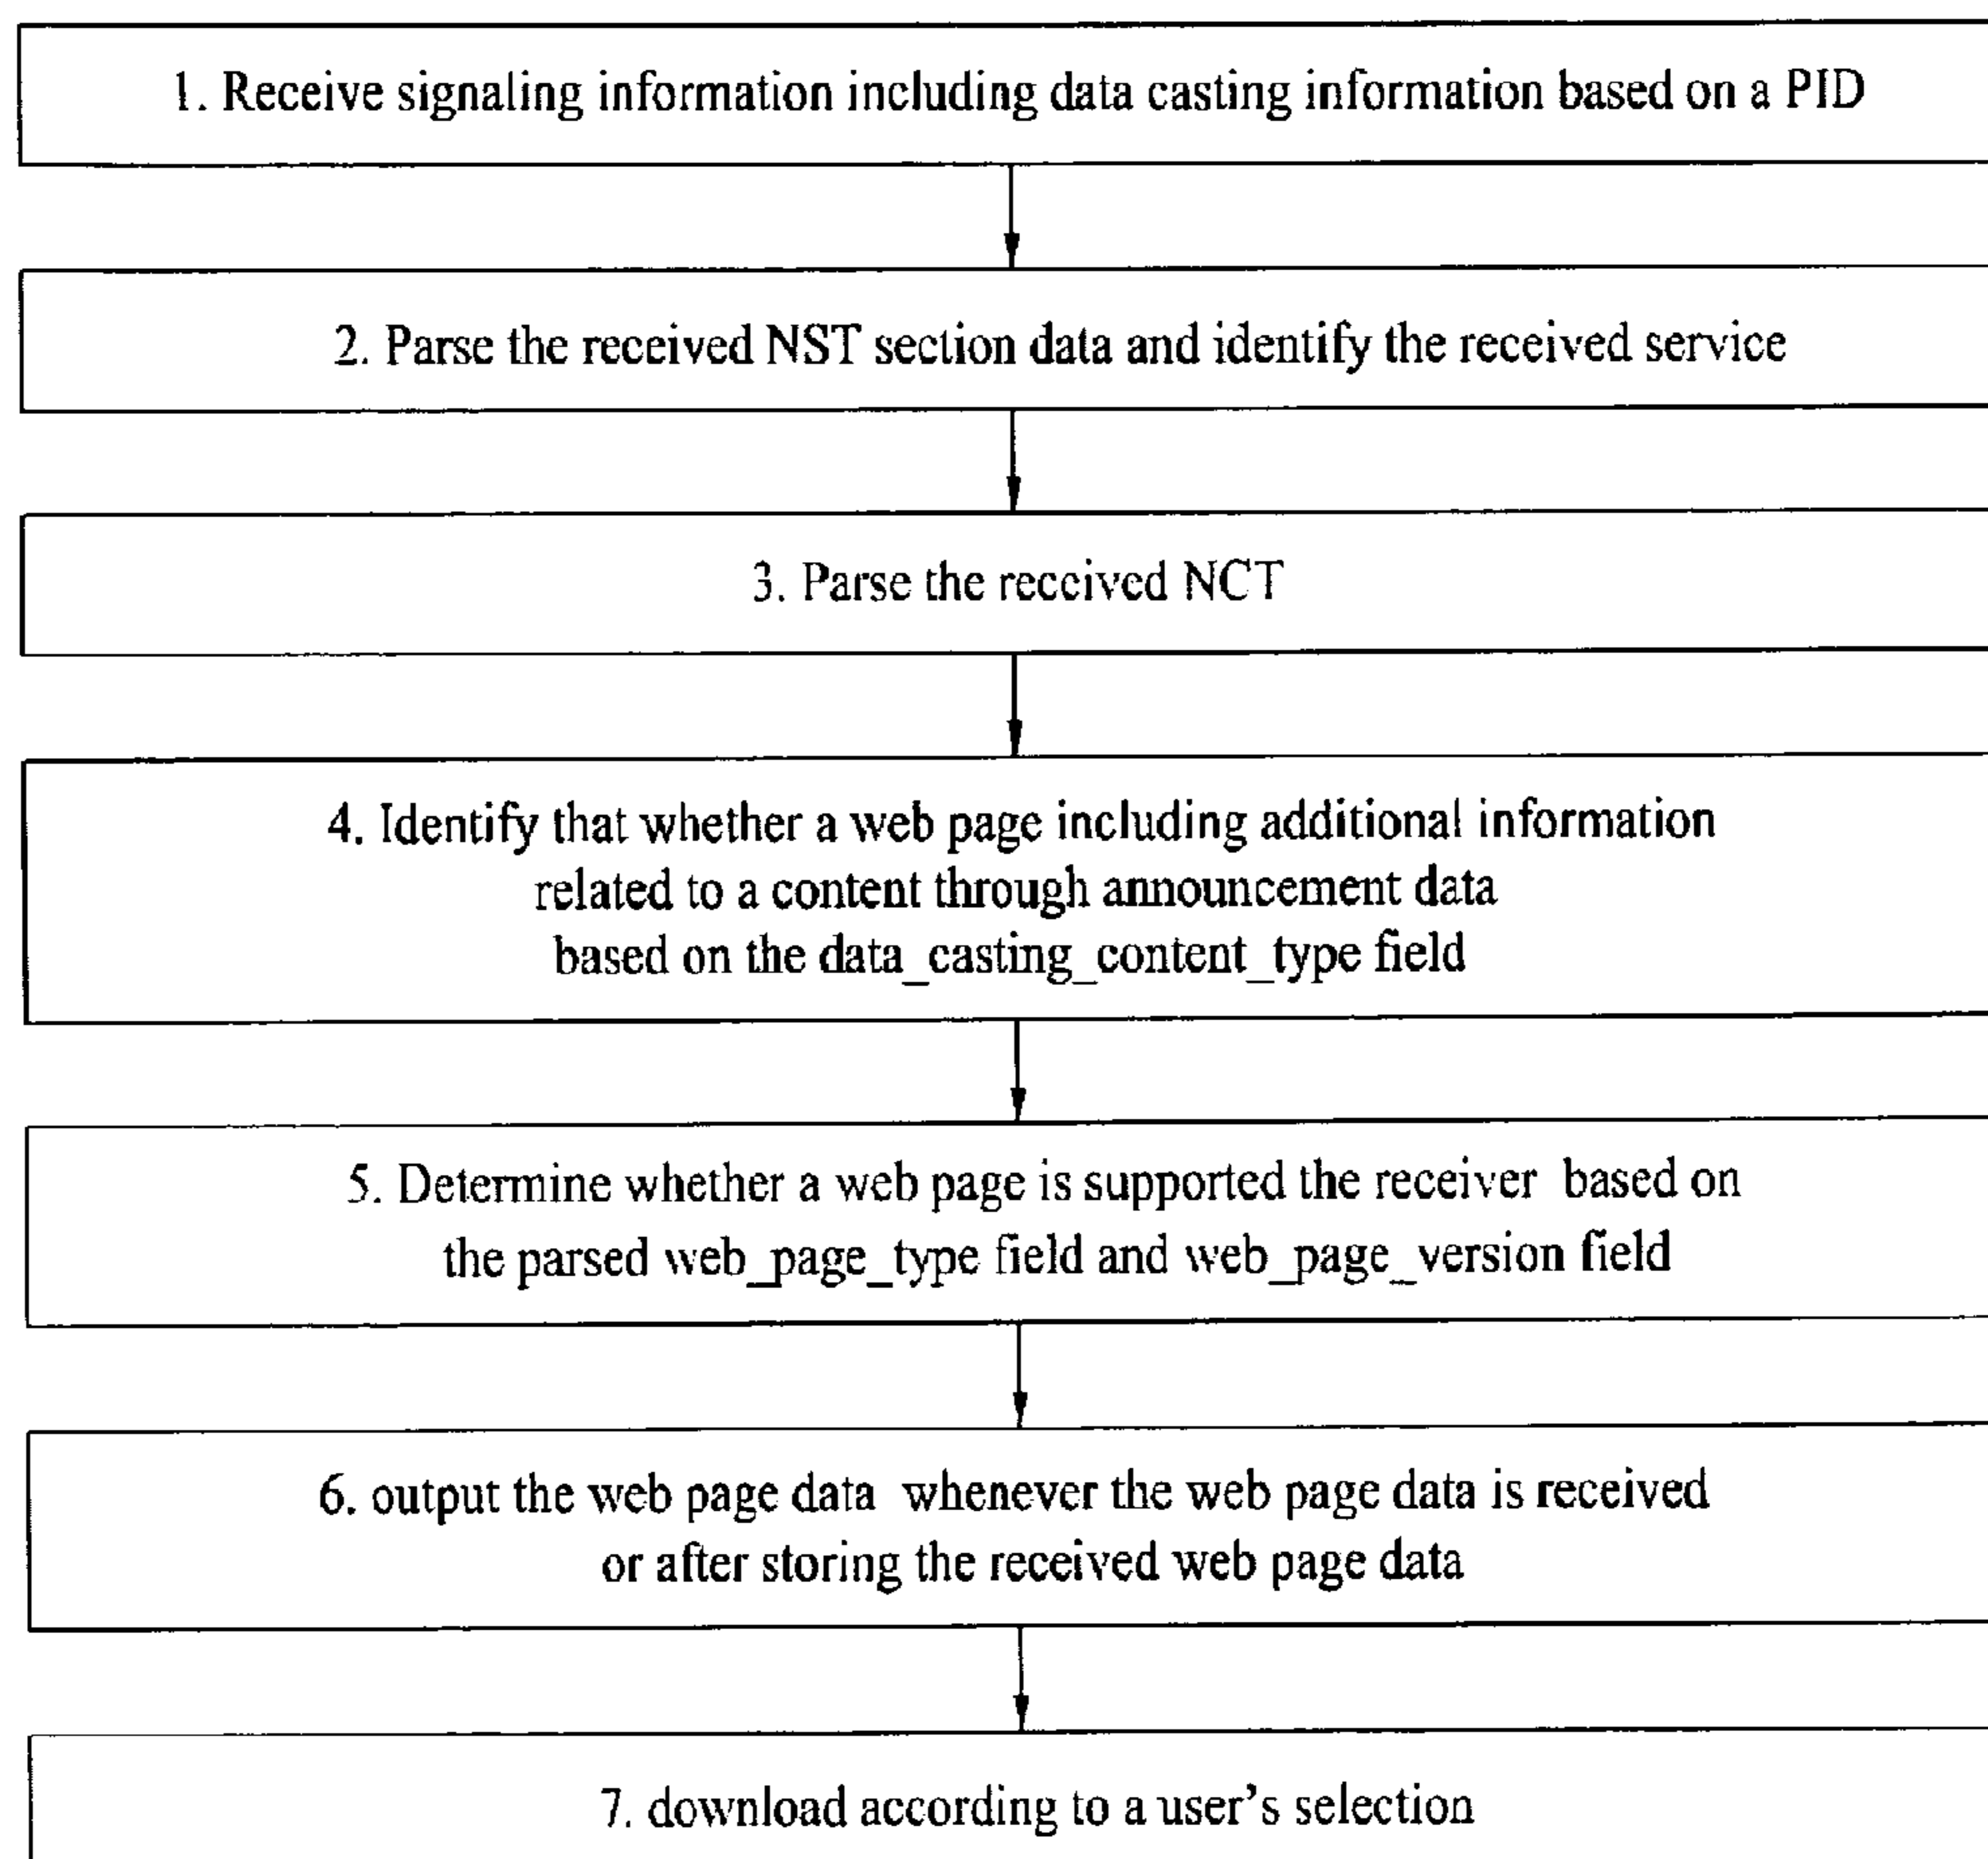 1. Receive signaling information including data casting information based on a PID
2. Parse the received NST section data and identify the received service
3. Parse the received NCT
4. Identify that whether a web page including additional information
related to a content through announcement data
based on the data_casting_content_type field
5. Determine whether a web page is supported the receiver based on
the parsed web_page_type field and web_page_version field
6. output the web page data whenever the web page data is received
or after storing the received web page data
7. download according to a user's selection